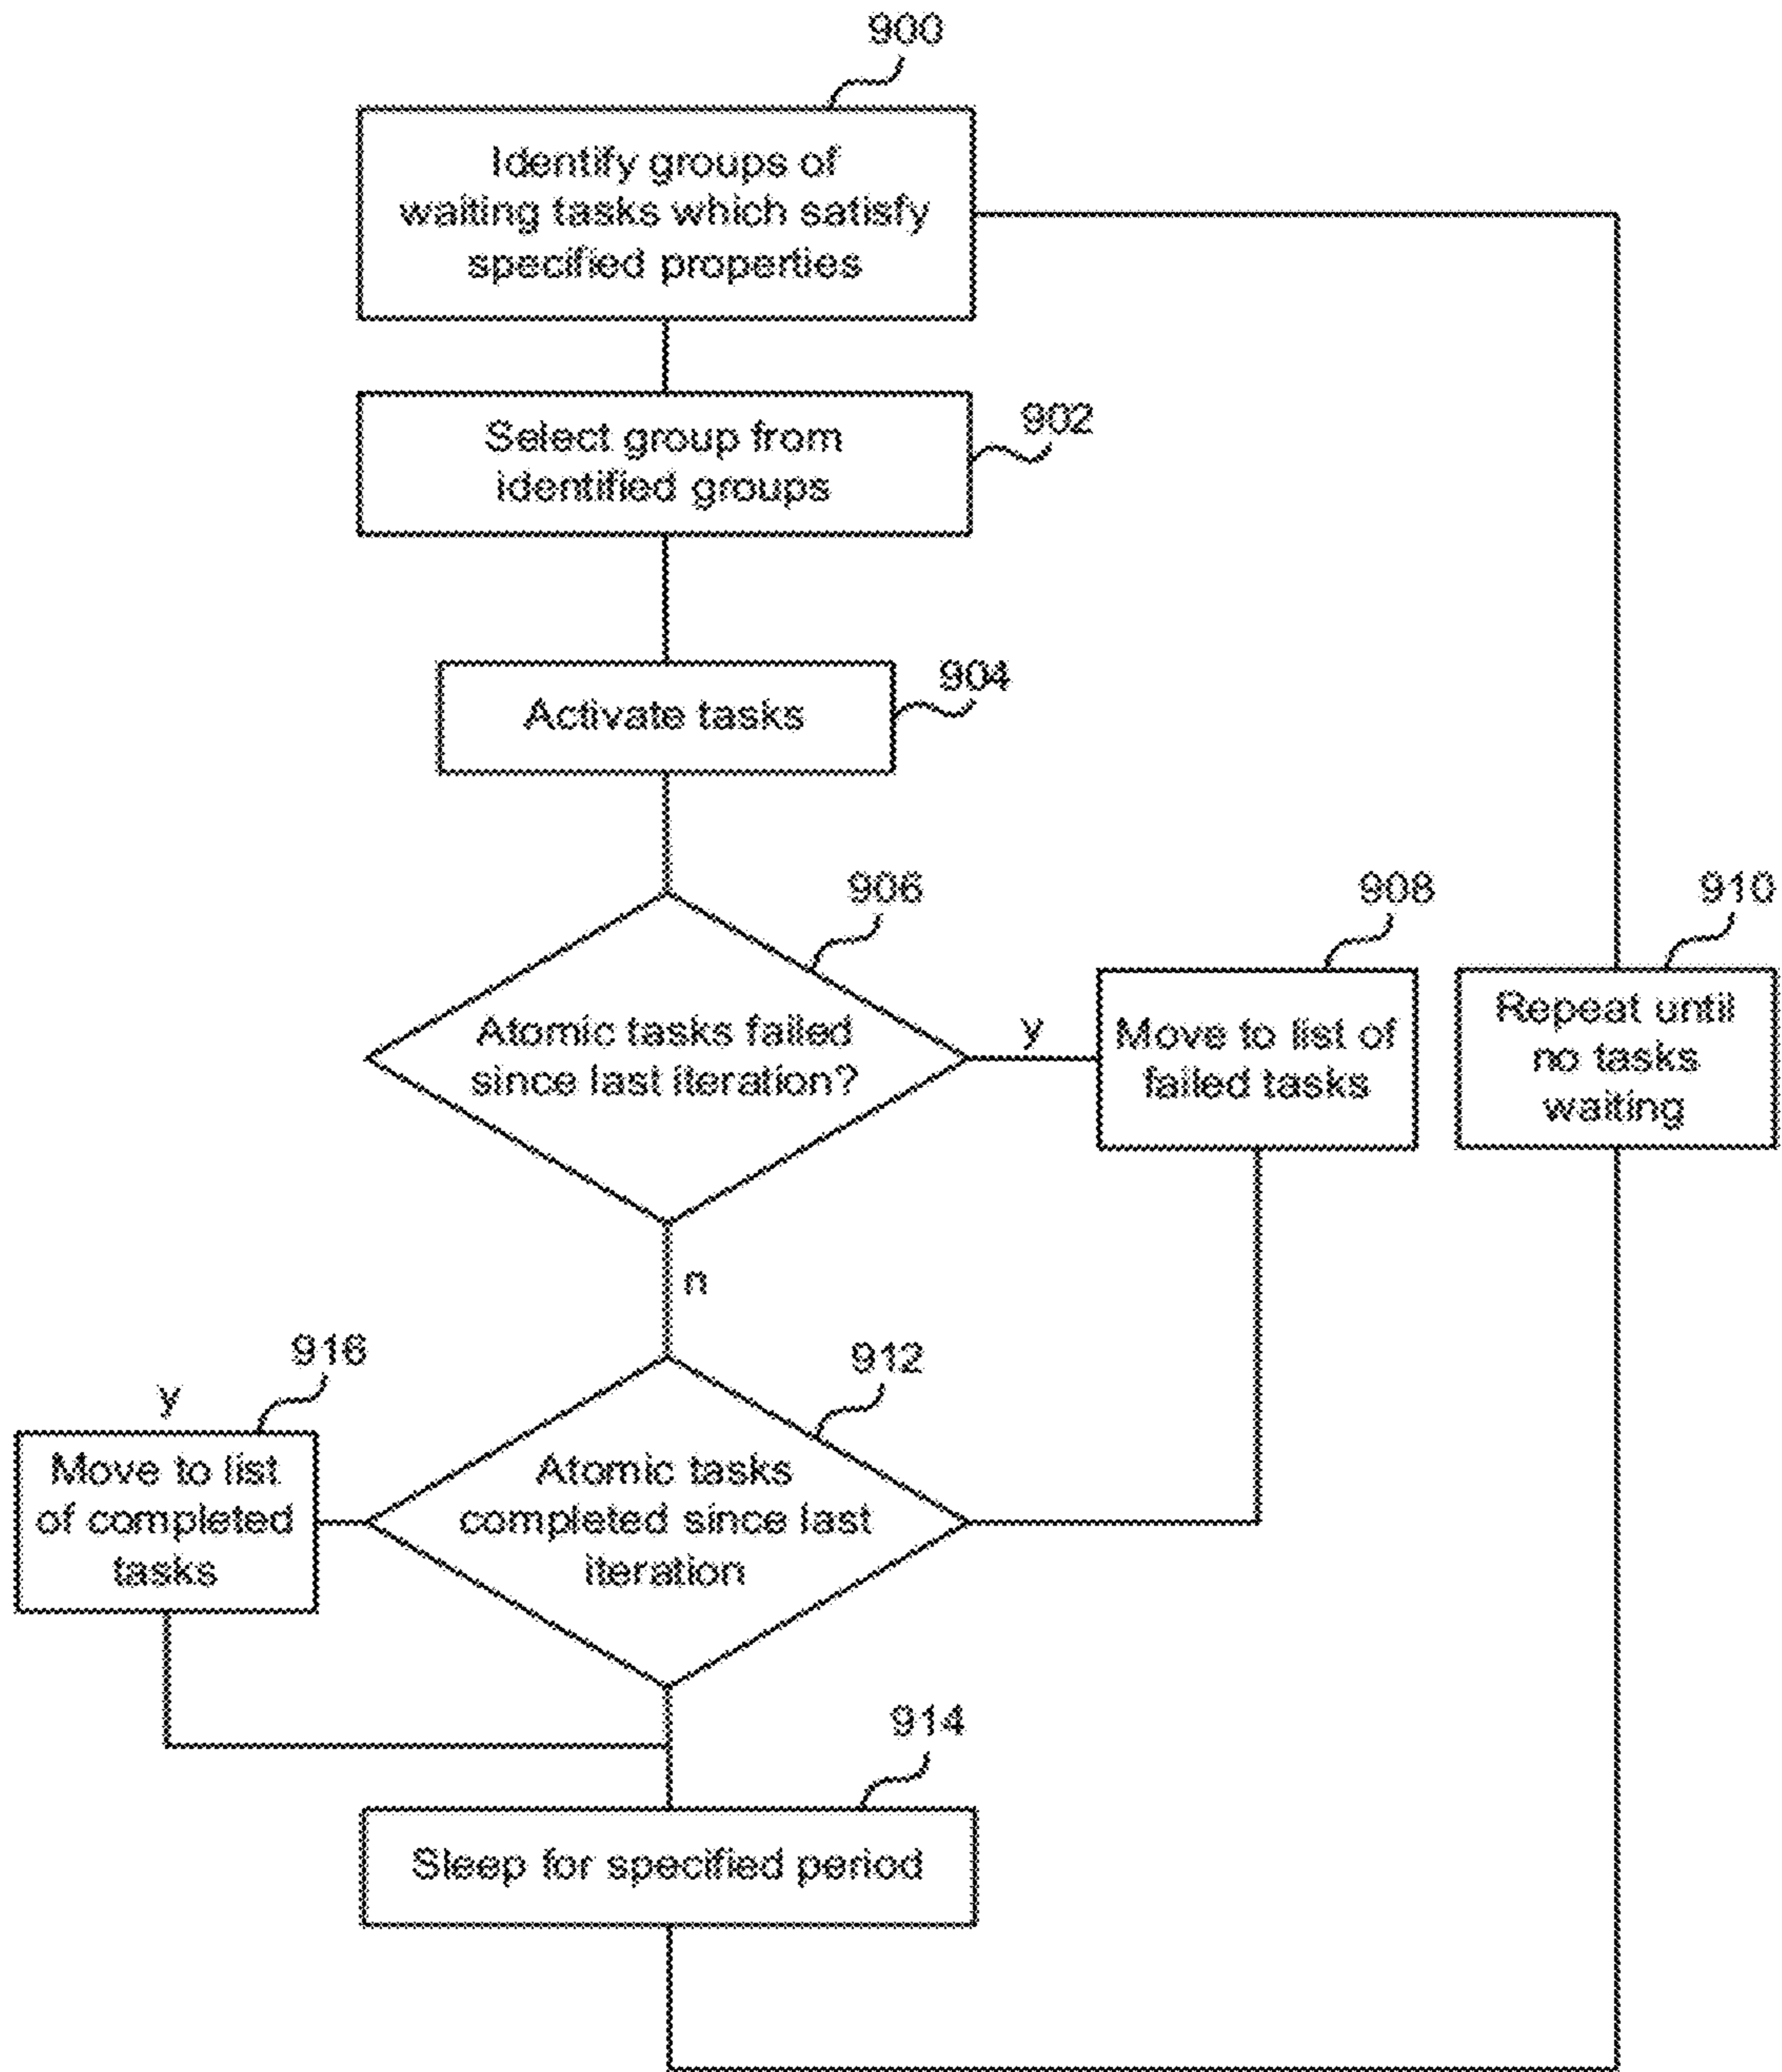 900
Identify groups of
waiting tasks which satisfy
specified properties
902
Select group from
identified groups
904
Activate tasks
906
908
910
Atomic tasks failed
since last iteration?
y
Move to list of
failed tasks
Repeat until
no tasks
waiting
n
916
912
y
Move to list
of completed
tasks
Atomic tasks
completed since last
iteration
914
Sleep for specified period